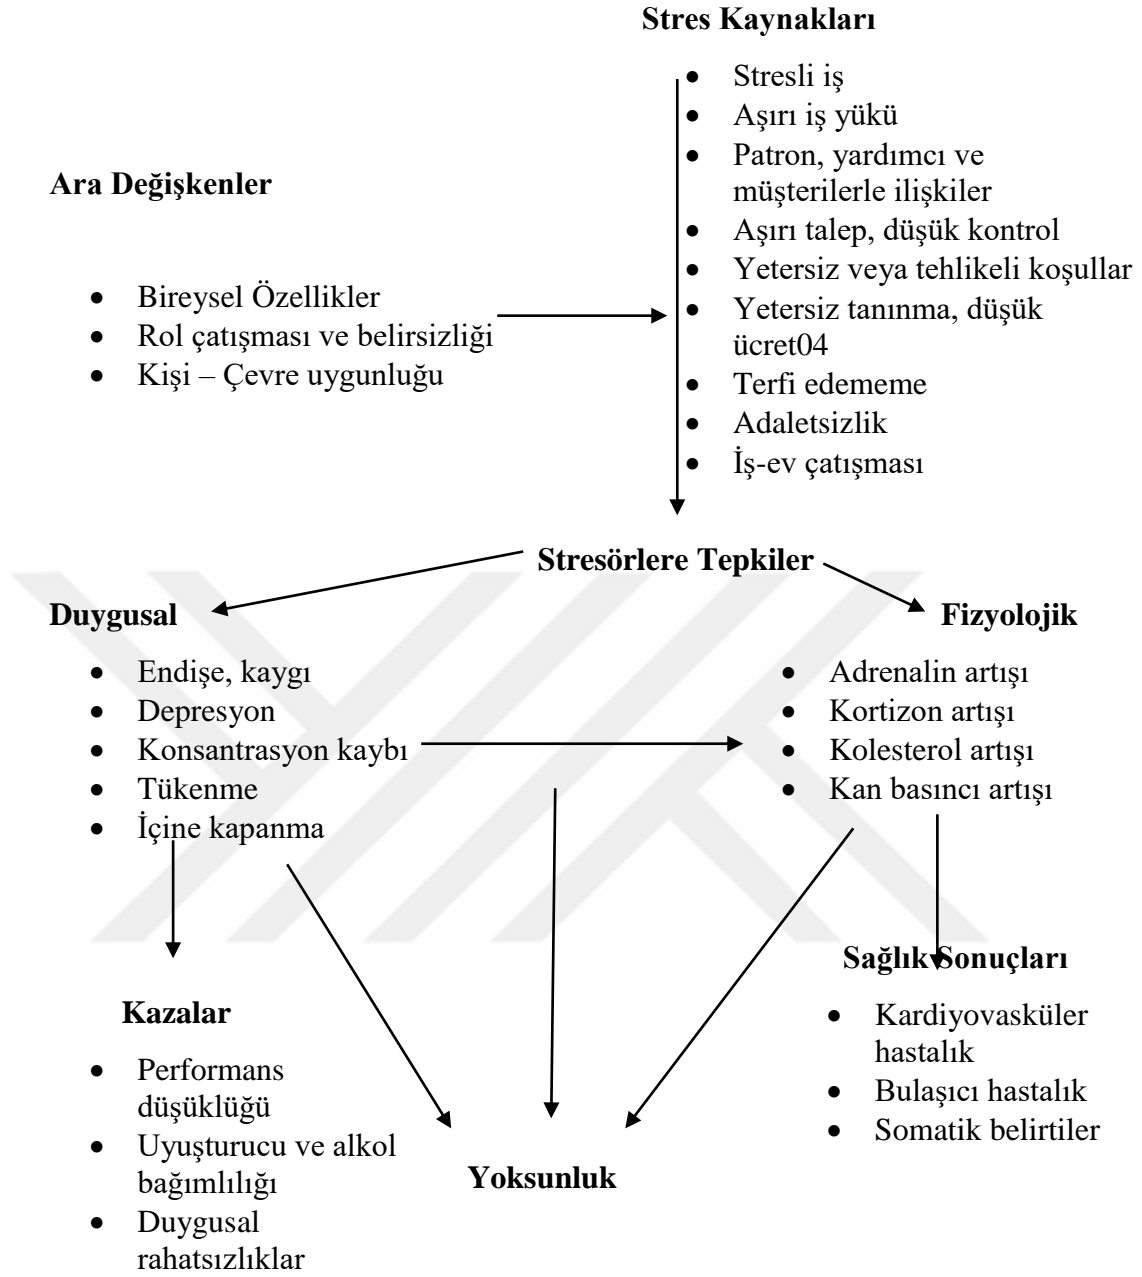 Stres Kaynakları
• Stresli iş
• Aşırı iş yükü
• Patron, yardımcı ve
müşterilerle ilişkiler
• Aşırı talep, düşük kontrol
• Yetersiz veya tehlikeli koşullar
• Yetersiz tanınma, düşük
ücret04
• Terfi edememe
• Adaletsizlik
• İş-ev çatışması
Ara Değişkenler
• Bireysel Özellikler
• Rol çatışması ve belirsizliği
• Kişi – Çevre uygunluğu
Stresörlere Tepkiler
Duygusal
• Endişe, kaygı
• Depresyon
• Konsantrasyon kaybı
• Tükenme
• İçine kapanma
Fizyolojik
• Adrenalin artışı
• Kortizon artışı
• Kolesterol artışı
• Kan basıncı artışı
Kazalar
• Performans
düşüklüğü
• Uyuşturucu ve alkol
bağımlılığı
• Duygusal
rahatsızlıklar
Yoksunluk
Sağlık Sonuçları
• Kardiyovasküler
hastalık
• Bulaşıcı hastalık
• Somatik belirtiler